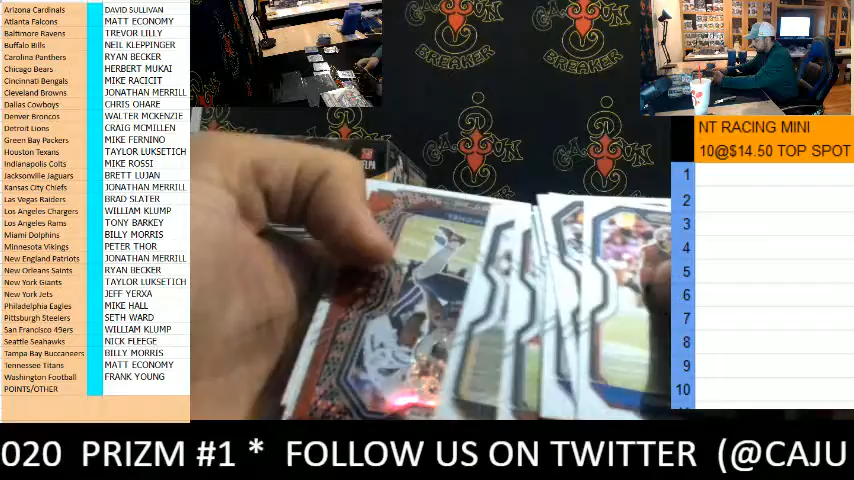 Arizona Cardinals DAVID SULLIVAN
Atlanta Falcons MATT ECONOMY
Baltimore Ravens TREVOR LILLY
Buffalo Bills NEIL KLEPPINGER
Carolina Panthers RYAN BECKER
Chicago Bears HERBERT MUKAI
Cincinnati Bengals MIKE RACICIT
Cleveland Browns JONATHAN MERRILL
Dallas Cowboys CHRIS OHARE
Denver Broncos WALTER MCKENZIE
Detroit Lions CRAIG MCMILLEN
Green Bay Packers MIKE FERNINO
Houston Texans TAYLOR LUKSETICH
Indianapolis Colts MIKE ROSSI
Jacksonville Jaguars BRETT LUJAN
Kansas City Chiefs JONATHAN MERRILL
Las Vegas Raiders BRAD SLATER
Los Angeles Chargers WILLIAM KLUMP
Los Angeles Rams TONY BARKEY
Miami Dolphins BILLY MORRIS
Minnesota Vikings PETER THOR
New England Patriots JONATHAN MERRILL
New Orleans Saints RYAN BECKER
New York Giants TAYLOR LUKSETICH
New York Jets JEFF YERXA
Philadelphia Eagles MIKE HALL
Pittsburgh Steelers SETH WARD
San Francisco 49ers WILLIAM KLUMP
Seattle Seahawks NICK FLEEGE
Tampa Bay Buccaneers BILLY MORRIS
Tennessee Titans MATT ECONOMY
Washington Football FRANK YOUNG
POINTS/OTHER
BREAKER
BREAKER
NT RACING MINI
10@$14.50 TOP SPOT
1
2
3
4
5
6
7
8
9
10
020 PRIZM #1 * FOLLOW US ON TWITTER (@CAJU